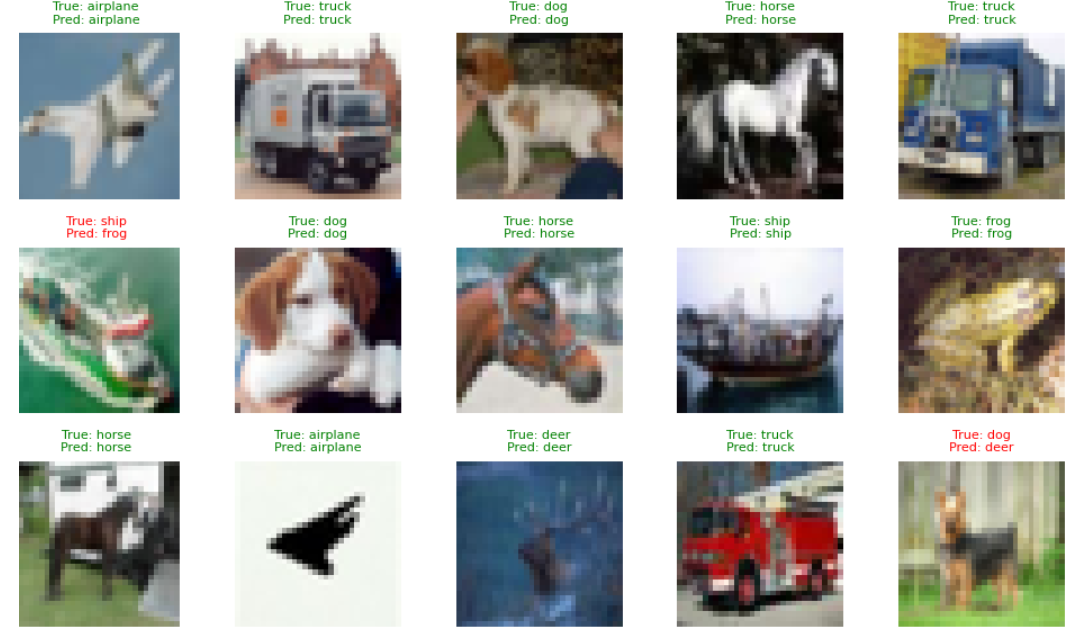 True: airplane
Pred: airplane
True: truck
Pred: truck
True: dog
Pred: dog
True: horse
Pred: horse
True: truck
Pred: truck
True: ship
Pred: frog
True: dog
Pred: dog
True: horse
Pred: horse
True: ship
Pred: ship
True: frog
Pred: frog
True: horse
Pred: horse
True: airplane
Pred: airplane
True: deer
Pred: deer
True: truck
Pred: truck
True: dog
Pred: deer